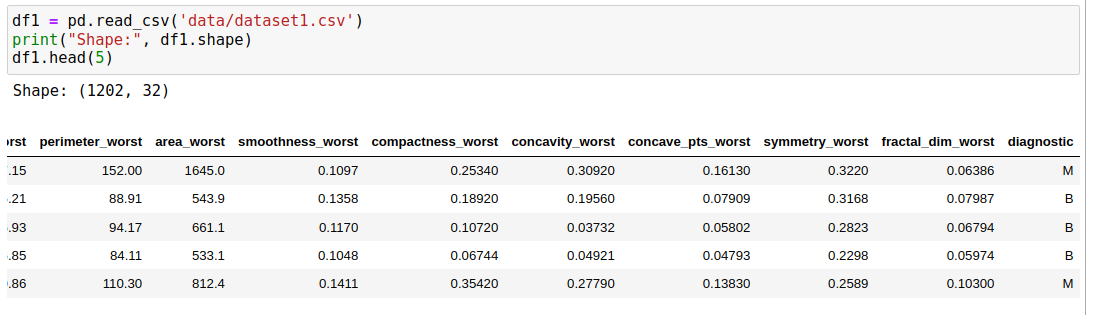 df1 = pd.read_csv('data/dataset1.csv')
print("Shape:", df1.shape)
df1.head(5)
Shape: (1202, 32)
perimeter_worst area_worst smoothness_worst compactness_worst concavity_worst concave_pts_worst symmetry_worst fractal_dim_worst diagnostic
.15 152.00 1645.0 0.1097 0.25340 0.30920 0.16130 0.3220 0.06386 M
.21 88.91 543.9 0.1358 0.18920 0.19560 0.07909 0.3168 0.07987 B
.93 94.17 661.1 0.1170 0.10720 0.03732 0.05802 0.2823 0.06794 B
.85 84.11 533.1 0.1048 0.06744 0.04921 0.04793 0.2298 0.05974 B
.86 110.30 812.4 0.1411 0.35420 0.27790 0.13830 0.2589 0.10300 M